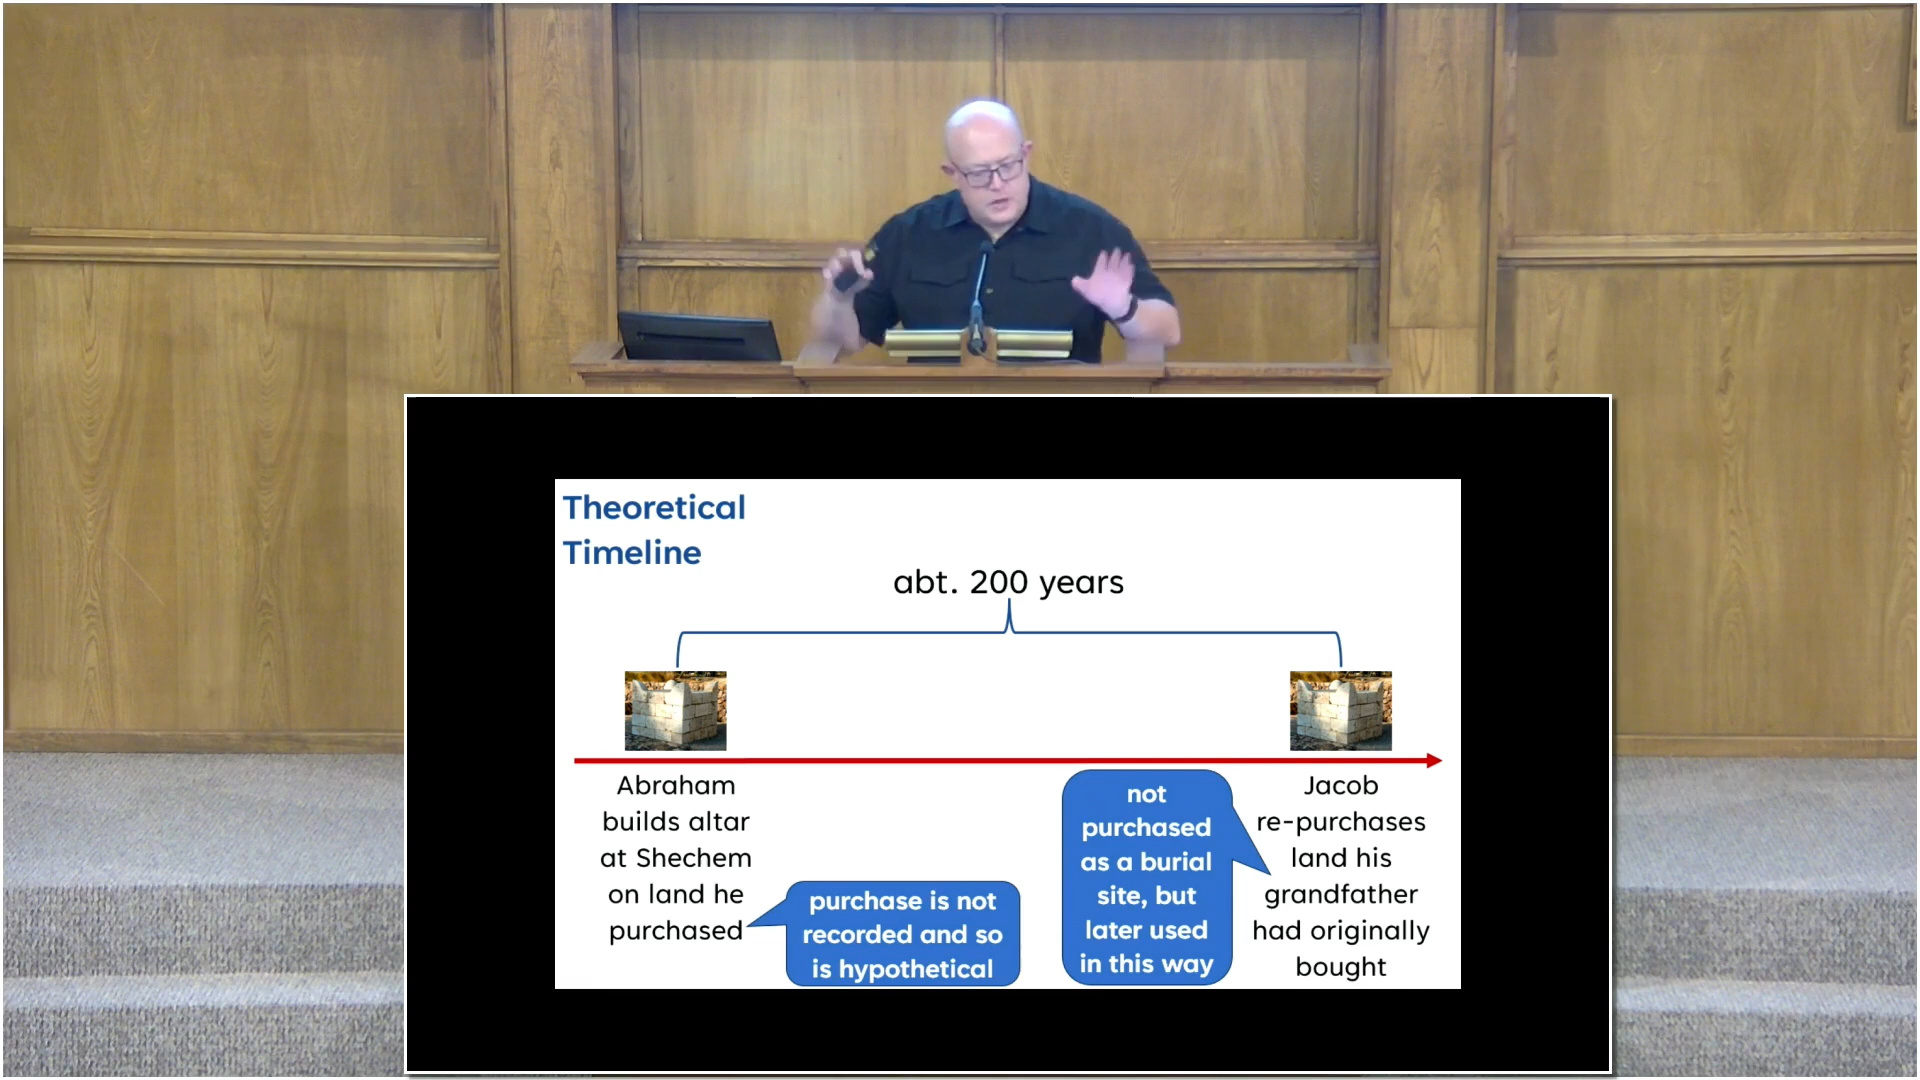 Theoretical
Timeline
abt. 200 years
Abraham
builds altar
at Shechem
on land he
purchased
purchase is not
recorded and so
is hypothetical
not
purchased
as a burial
site, but
later used
in this way
Jacob
re-purchases
land his
grandfather
had originally
bought